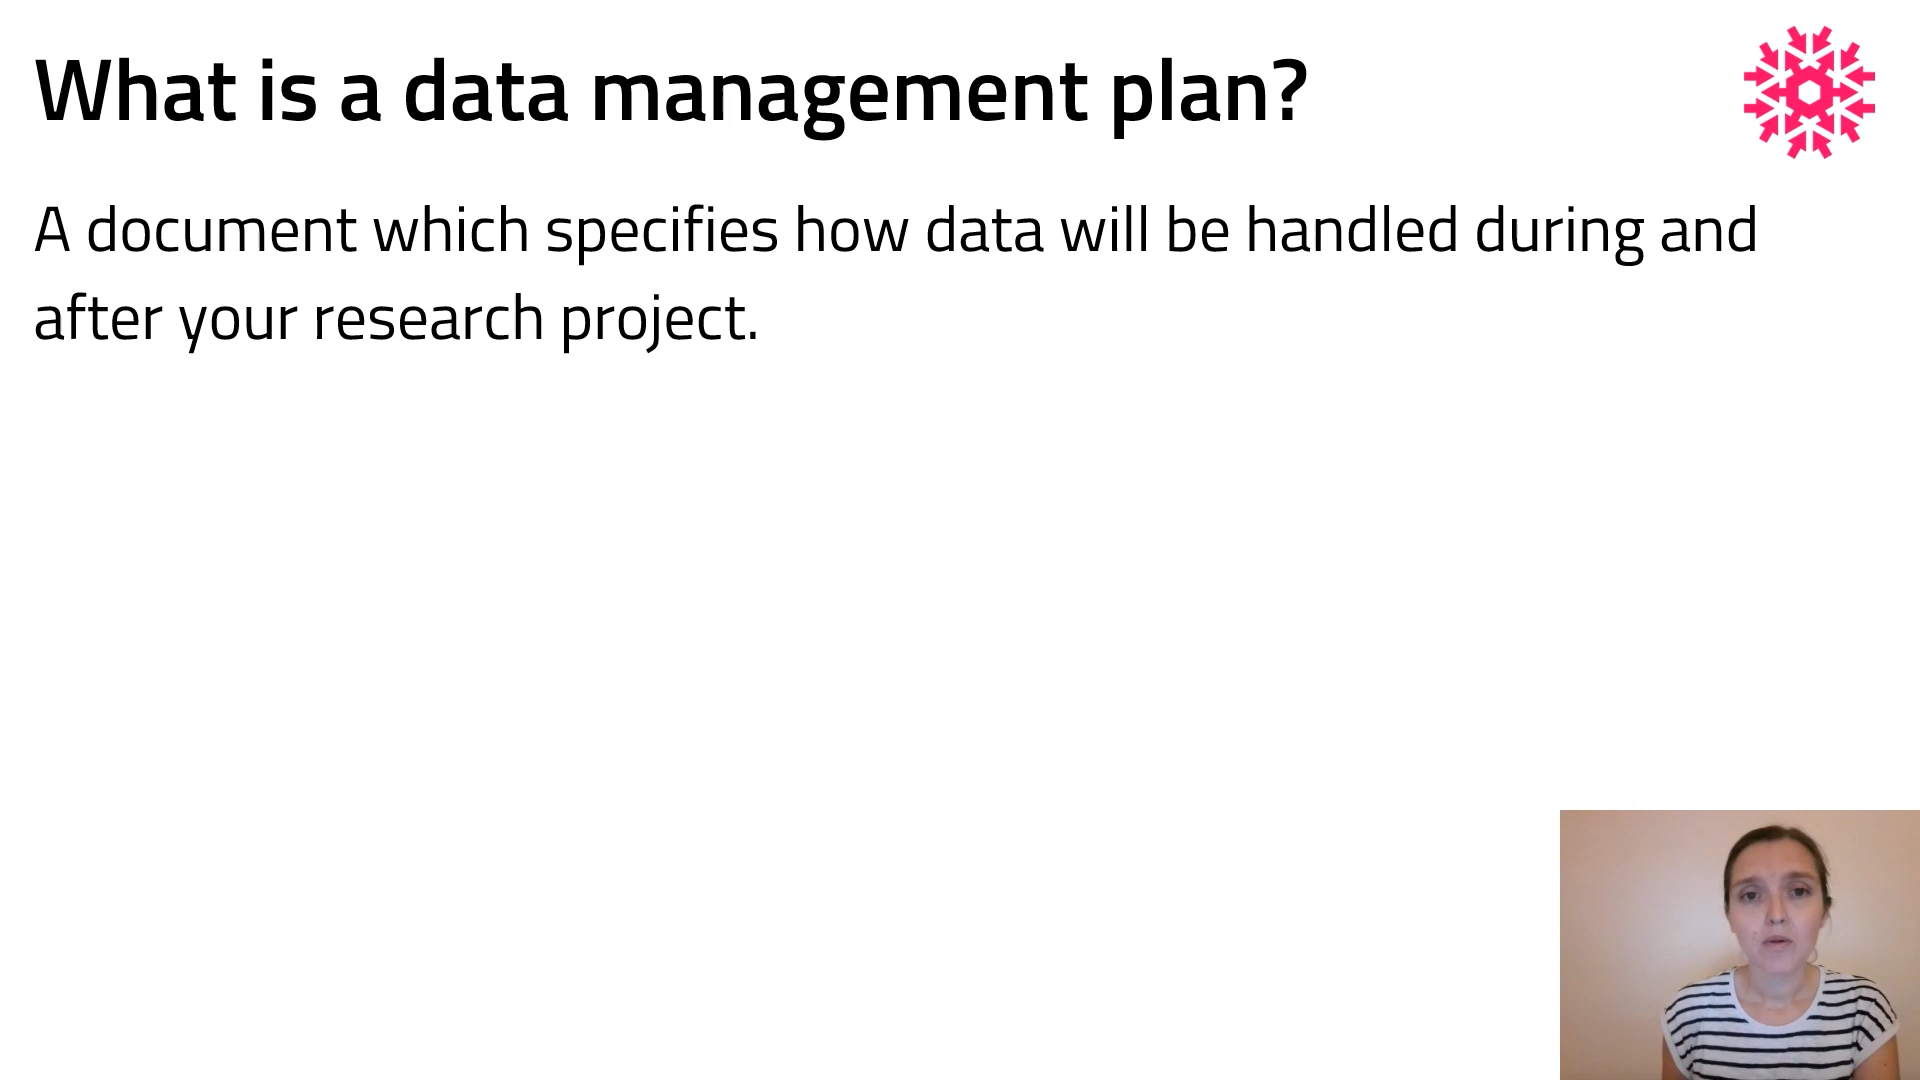 What is a data management plan?
A document which specifies how data will be handled during and
after your research project.